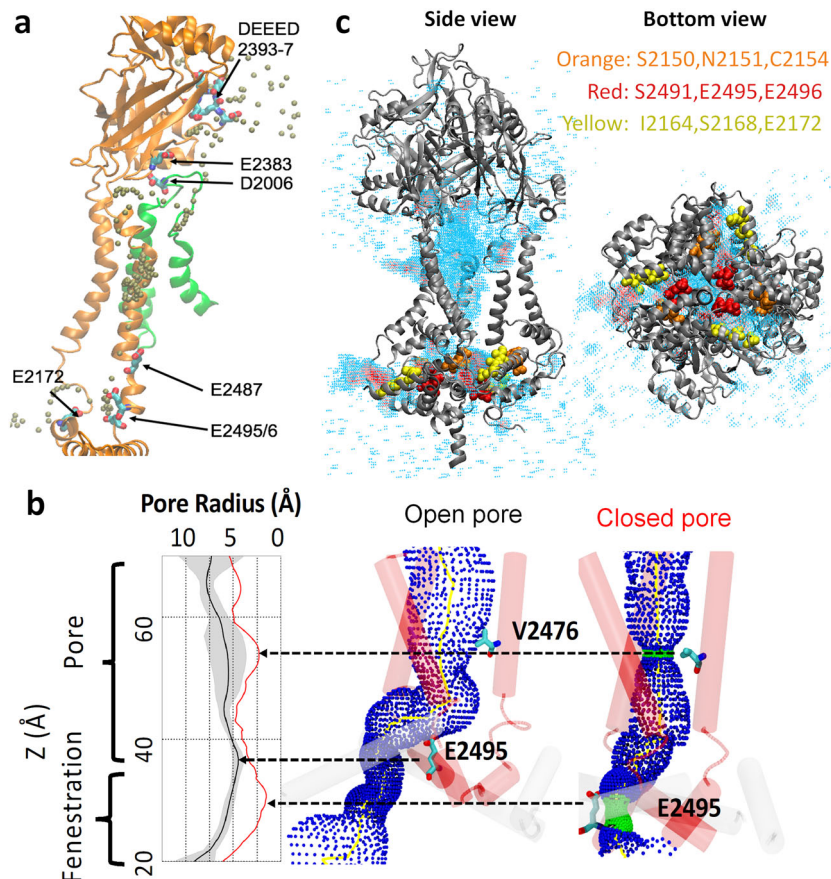 a
DEEED
2393-7
E2383
D2006
E2172
E2487
E2495/6
c
Side view
Bottom view
Orange: S2150,N2151,C2154
Red: S2491,E2495,E2496
Yellow: I2164,S2168,E2172
b
Pore Radius (Å)
10 5 0
Open pore
Closed pore
Pore
Fenestration
Z (Å)
60
40
20
V2476
E2495
E2495